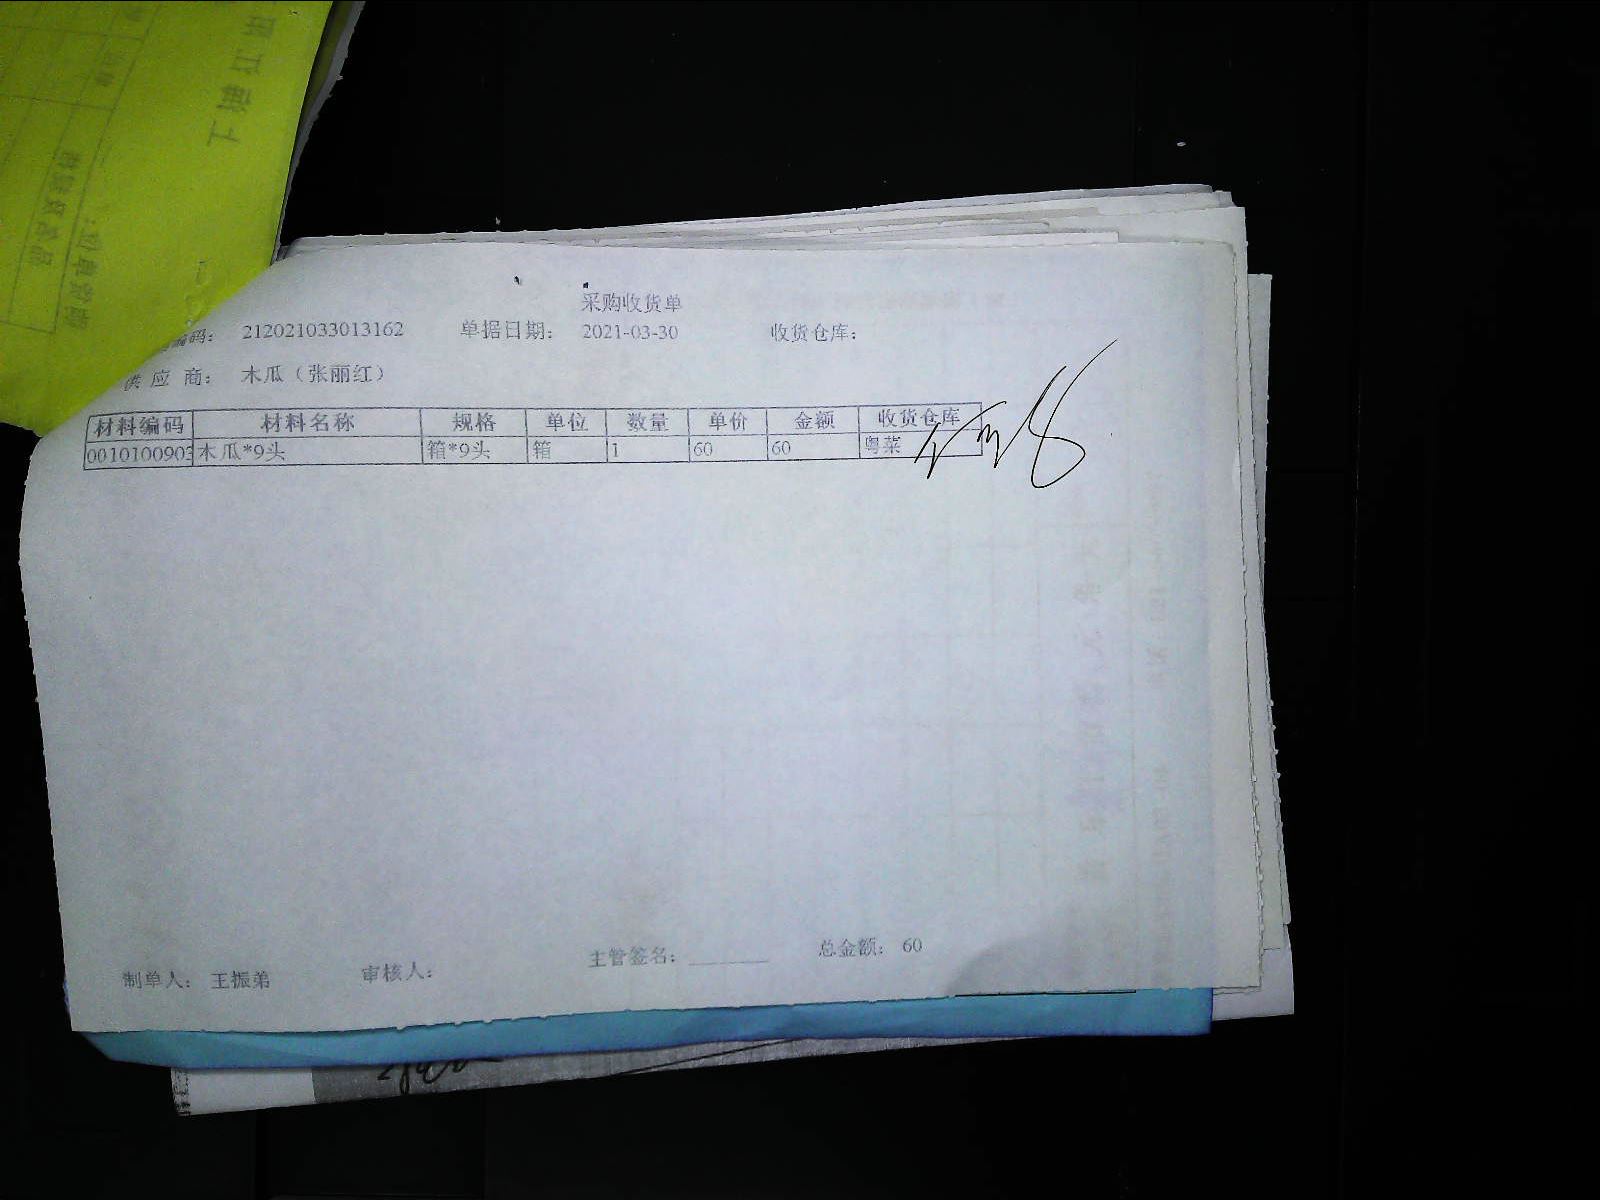 采购收货单
编码： 212021033013162 单据日期： 2021-03-30 收货仓库：
供 应 商： 木瓜（张丽红）
材料编码 材料名称 规格 单位 数量 单价 金额 收货仓库
0010100903 木瓜*9头 箱*9头 箱 1 60 60 粤菜
制单人： 王振弟 审核人： 主管签名：________ 总金额： 60